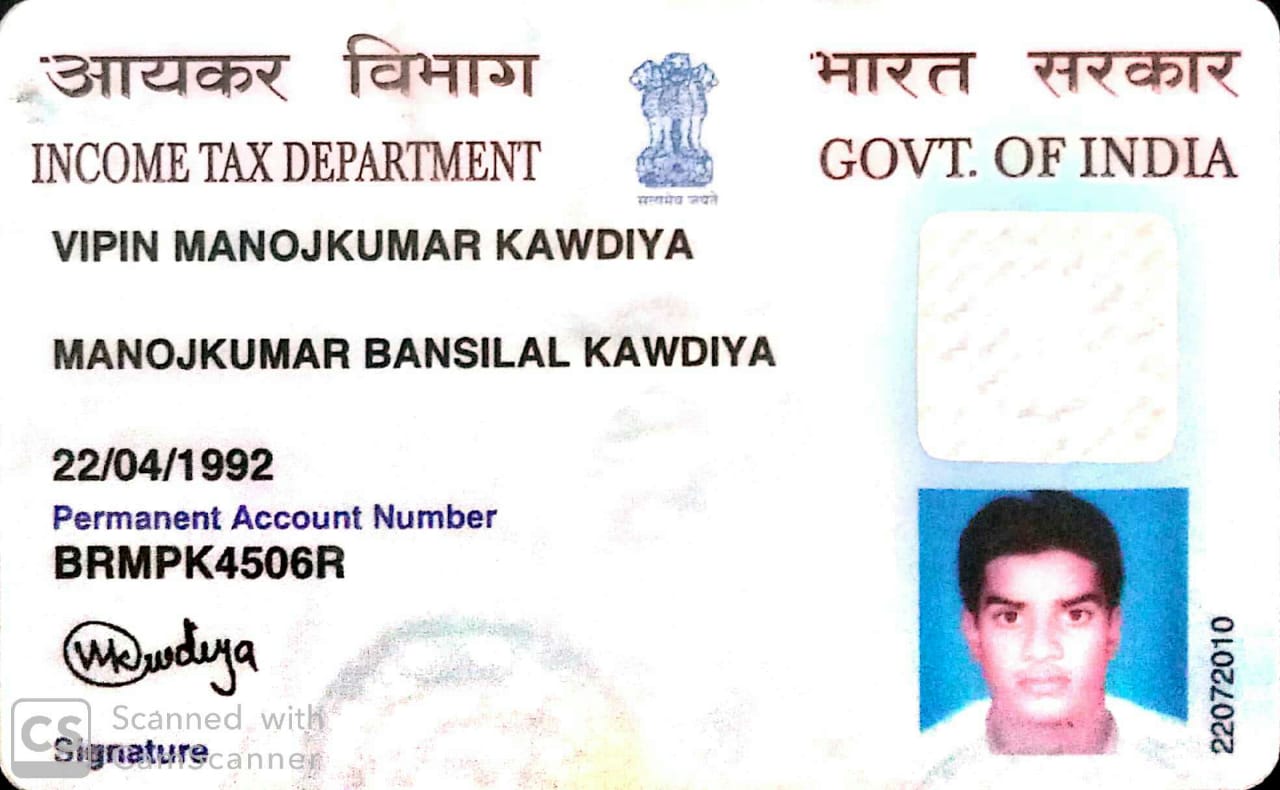 आयकर विभाग
INCOME TAX DEPARTMENT
सत्यमेव जयते
भारत सरकार
GOVT. OF INDIA
VIPIN MANOJKUMAR KAWDIYA
MANOJKUMAR BANSILAL KAWDIYA
22/04/1992
Permanent Account Number
BRMPK4506R
VKawdiya
Signature
22072010
CS
Scanned with
CamScanner